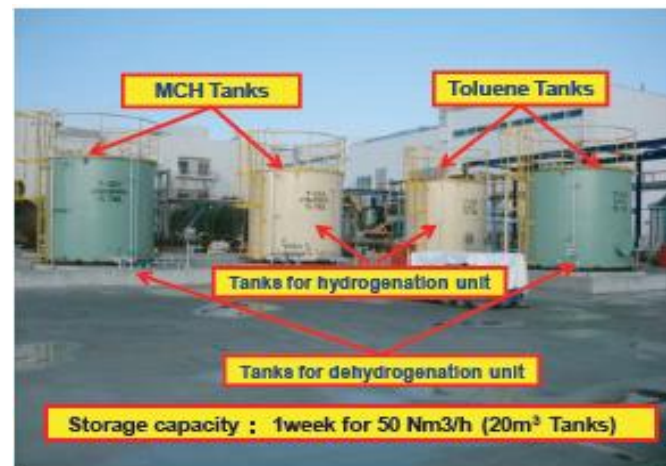 MCH Tanks
Toluene Tanks
Tanks for hydrogenation unit
Tanks for dehydrogenation unit
Storage capacity : 1week for 50 Nm3/h (20m³ Tanks)